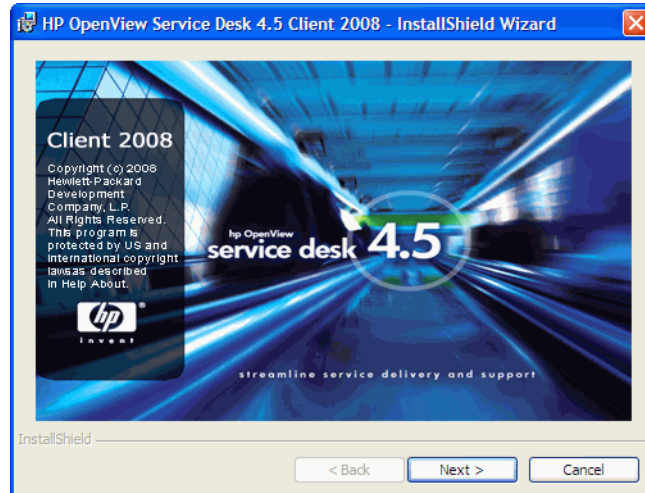 HP OpenView Service Desk 4.5 Client 2008 - InstallShield Wizard
Client 2008
Copyright (c) 2008
Hewlett-Packard
Development
Company, L.P.
All Rights Reserved.
This program is
protected by US and
International copyright
laws as described
in Help About.
hp
invent
hp OpenView
service desk 4.5
streamline service delivery and support
InstallShield
< Back
Next >
Cancel